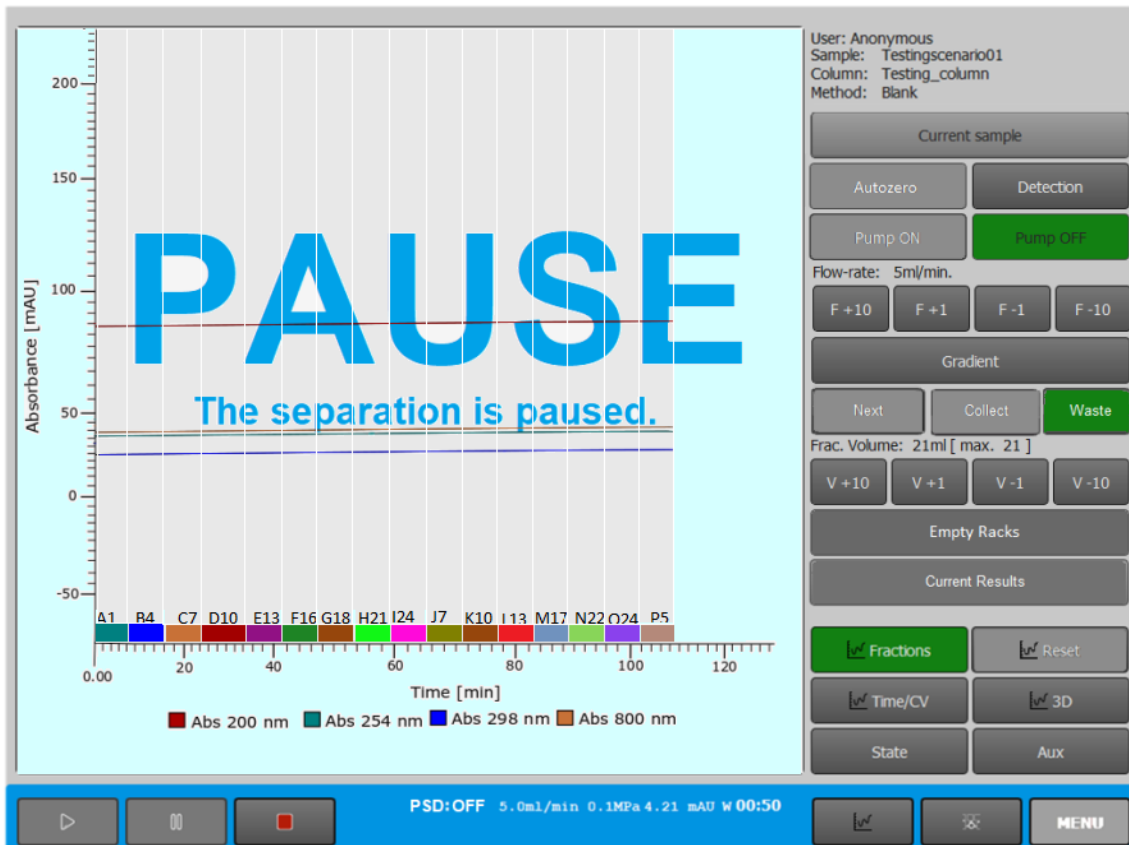 User: Anonymous
Sample: Testingscenario01
Column: Testing_column
Method: Blank
Current sample
Autozero Detection
Pump ON Pump OFF
Flow-rate: 5ml/min.
F +10 F +1 F -1 F -10
Gradient
Next Collect Waste
Frac. Volume: 21ml [ max. 21 ]
V +10 V +1 V -1 V -10
Empty Racks
Current Results
Fractions Reset
Time/CV 3D
State Aux
200
150
100
50
0
-50
Absorbance [mAU]
PAUSE
The separation is paused.
A1 B4 C7 D10 E13 F16 G18 H21 I24 J7 K10 L13 M17 N22 O24 P5
0.00 20 40 60 80 100 120
Time [min]
Abs 200 nm Abs 254 nm Abs 298 nm Abs 800 nm
PSD:OFF 5.0ml/min 0.1MPa 4.21 mAU W 00:50
MENU